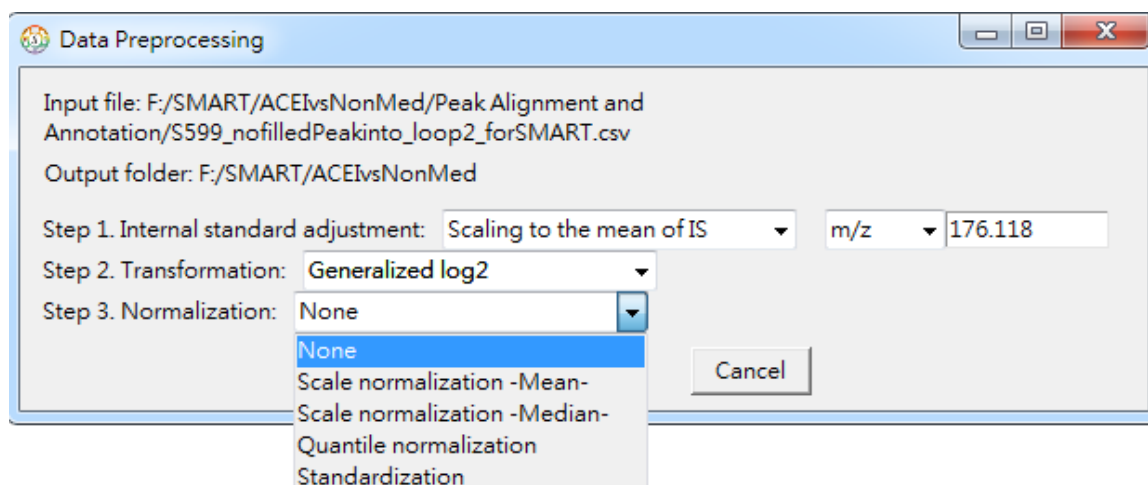 Data Preprocessing
Input file: F:/SMART/ACEIvsNonMed/Peak Alignment and
Annotation/S599_nofilledPeakinto_loop2_forSMART.csv
Output folder: F:/SMART/ACEIvsNonMed
Step 1. Internal standard adjustment: Scaling to the mean of IS m/z 176.118
Step 2. Transformation: Generalized log2
Step 3. Normalization: None
None
Scale normalization -Mean-
Cancel
Scale normalization -Median-
Quantile normalization
Standardization